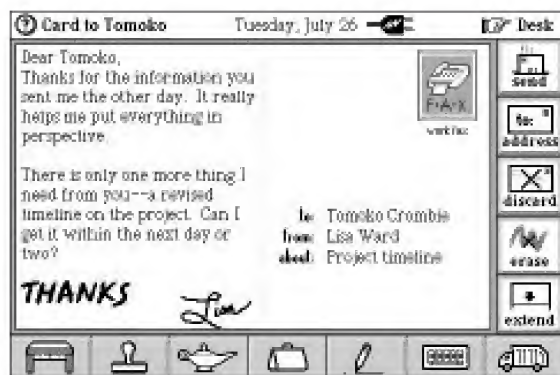 Card to Tomoko Tuesday, July 26 Desk
Dear Tomoko,
Thanks for the information you
sent me the other day. It really
helps me put everything in
perspective.
There is only one more thing I
need from you--a revised
timeline on the project. Can I
get it within the next day or
two?
THANKS
Lisa
FAX
work fax
to: Tomoko Crombie
from: Lisa Ward
about: Project timeline
send
to:
address
discard
erase
extend